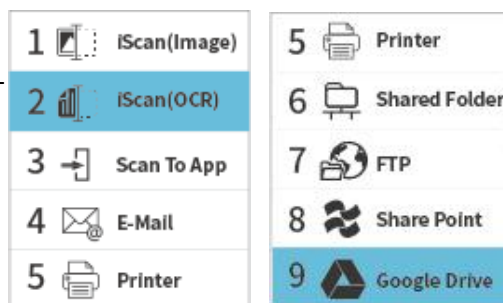 1 iScan(Image)
2 iScan(OCR)
3 Scan To App
4 E-Mail
5 Printer
5 Printer
6 Shared Folder
7 FTP
8 Share Point
9 Google Drive